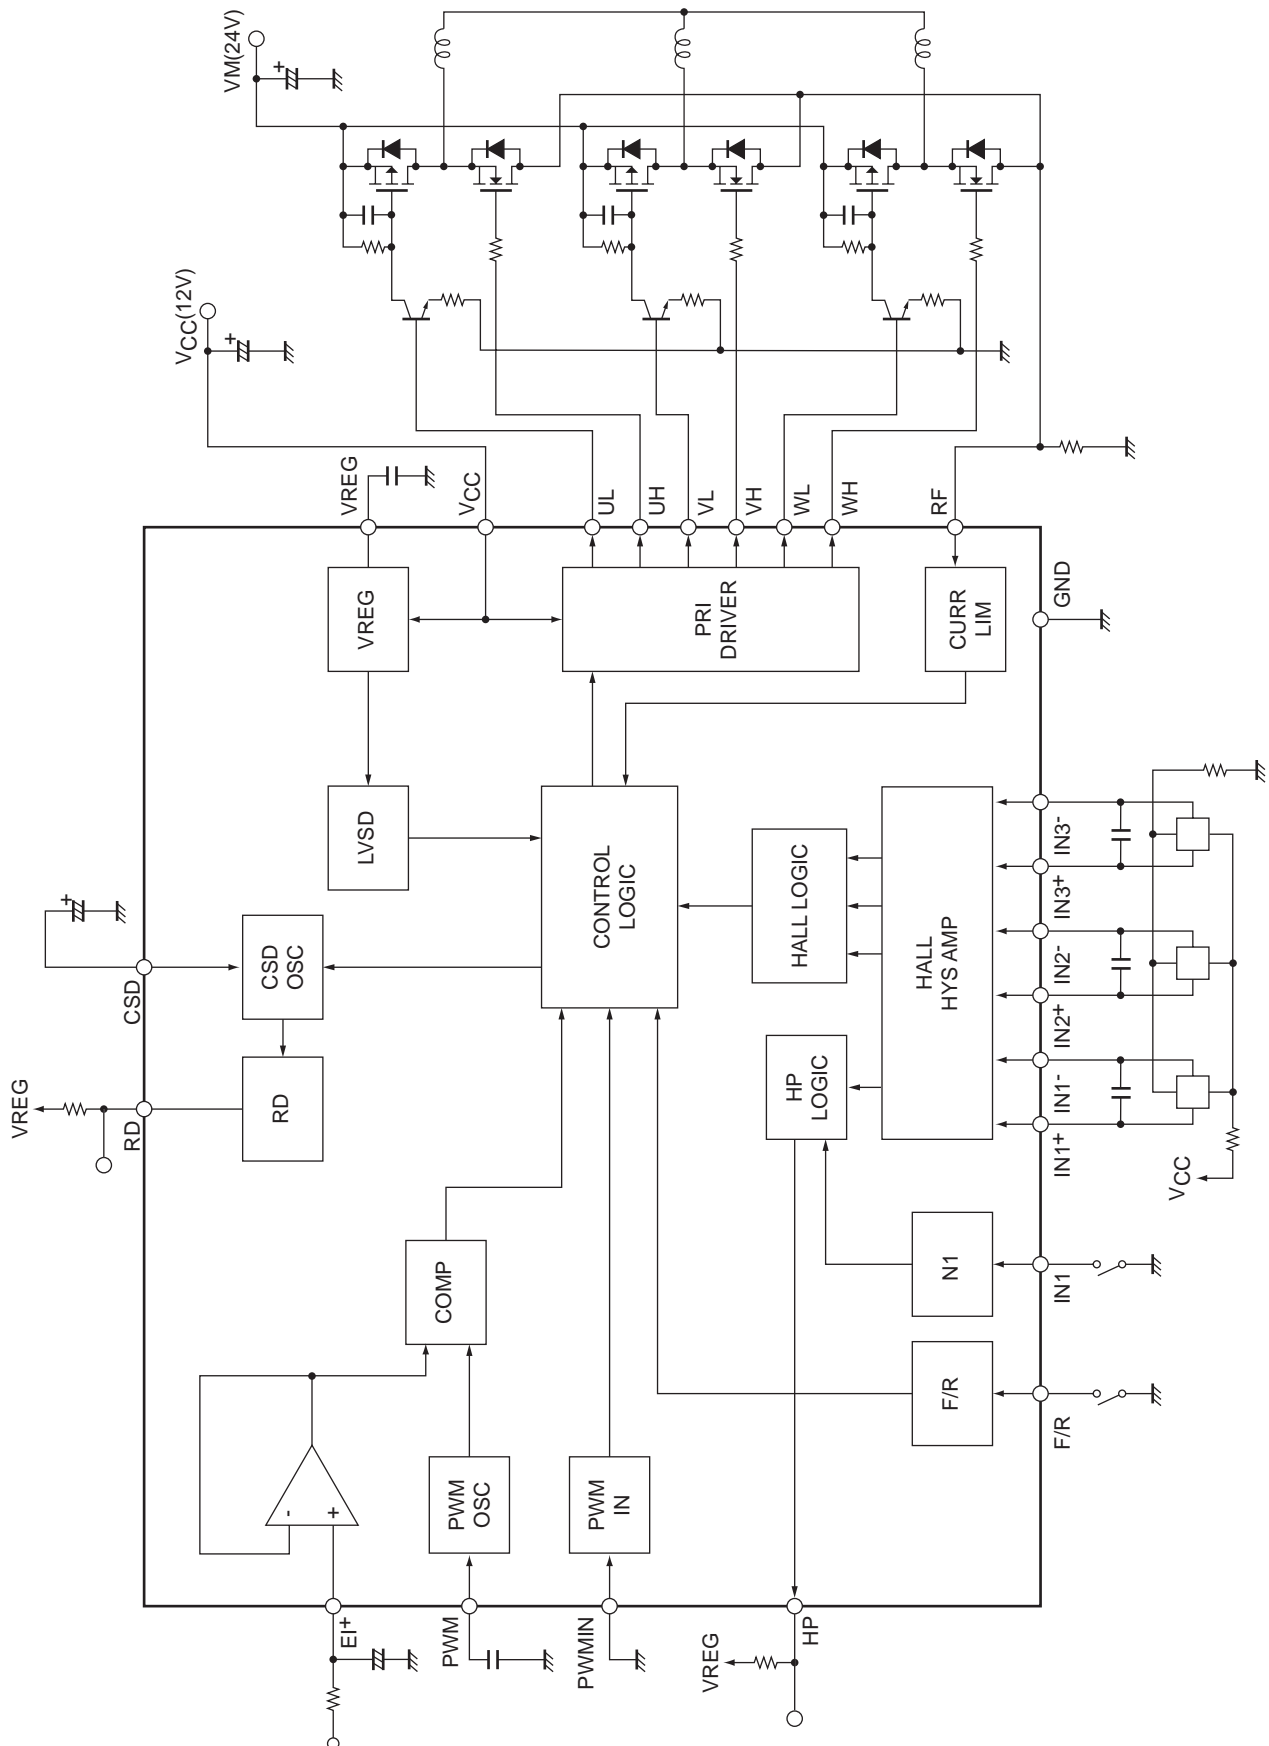 VM(24V)
+
VCC(12V)
+
VREG
VCC
UL
UH
VL
VH
WL
WH
RF
GND
VREG
PRI
DRIVER
CURR
LIM
LVSD
CONTROL
LOGIC
HALL LOGIC
HALL
HYS AMP
IN3-
IN3+
IN2-
IN2+
IN1-
IN1+
VCC
+
CSD
CSD
OSC
RD
RD
VREG
HP
LOGIC
COMP
N1
IN1
F/R
F/R
-
+
PWM
OSC
PWM
IN
EI+
PWM
PWMIN
HP
VREG